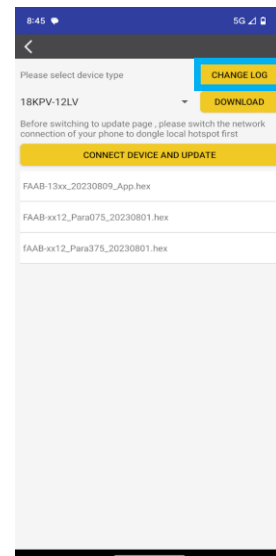 8:45
5G
Please select device type
CHANGE LOG
18KPV-12LV
DOWNLOAD
Before switching to update page , please switch the network
connection of your phone to dongle local hotspot first
CONNECT DEVICE AND UPDATE
FAAB-13xx_20230809_App.hex
FAAB-xx12_Para075_20230801.hex
fAAB-xx12_Para375_20230801.hex